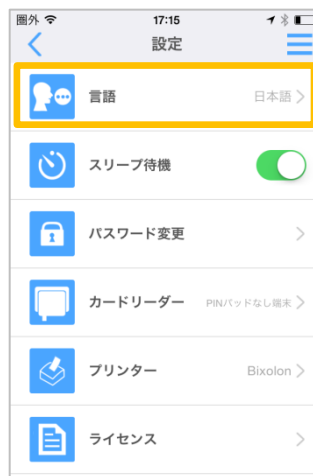 圏外 17:15
設定
言語 日本語
スリープ待機
パスワード変更
カードリーダー PINパッドなし端末
プリンター Bixolon
ライセンス